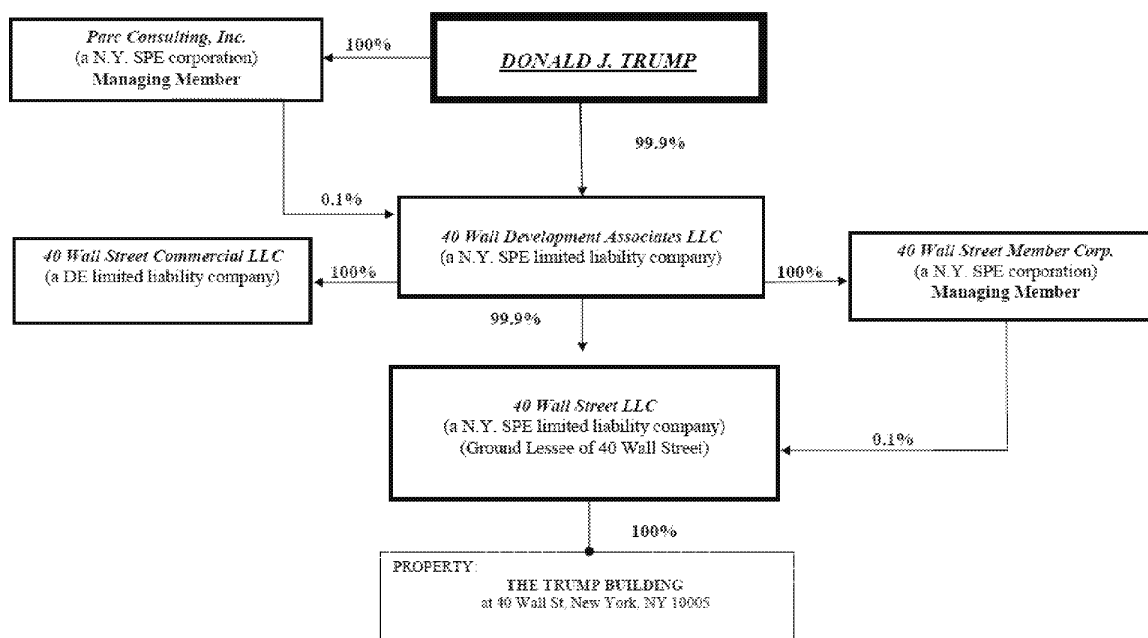 Parc Consulting, Inc.
(a N.Y. SPE corporation)
Managing Member
100%
DONALD J. TRUMP
99.9%
0.1%
40 Wall Development Associates LLC
(a N.Y. SPE limited liability company)
40 Wall Street Commercial LLC
(a DE limited liability company)
100%
100%
40 Wall Street Member Corp.
(a N.Y. SPE corporation)
Managing Member
99.9%
40 Wall Street LLC
(a N.Y. SPE limited liability company)
(Ground Lessee of 40 Wall Street)
0.1%
100%
PROPERTY:
THE TRUMP BUILDING
at 40 Wall St, New York, NY 10005